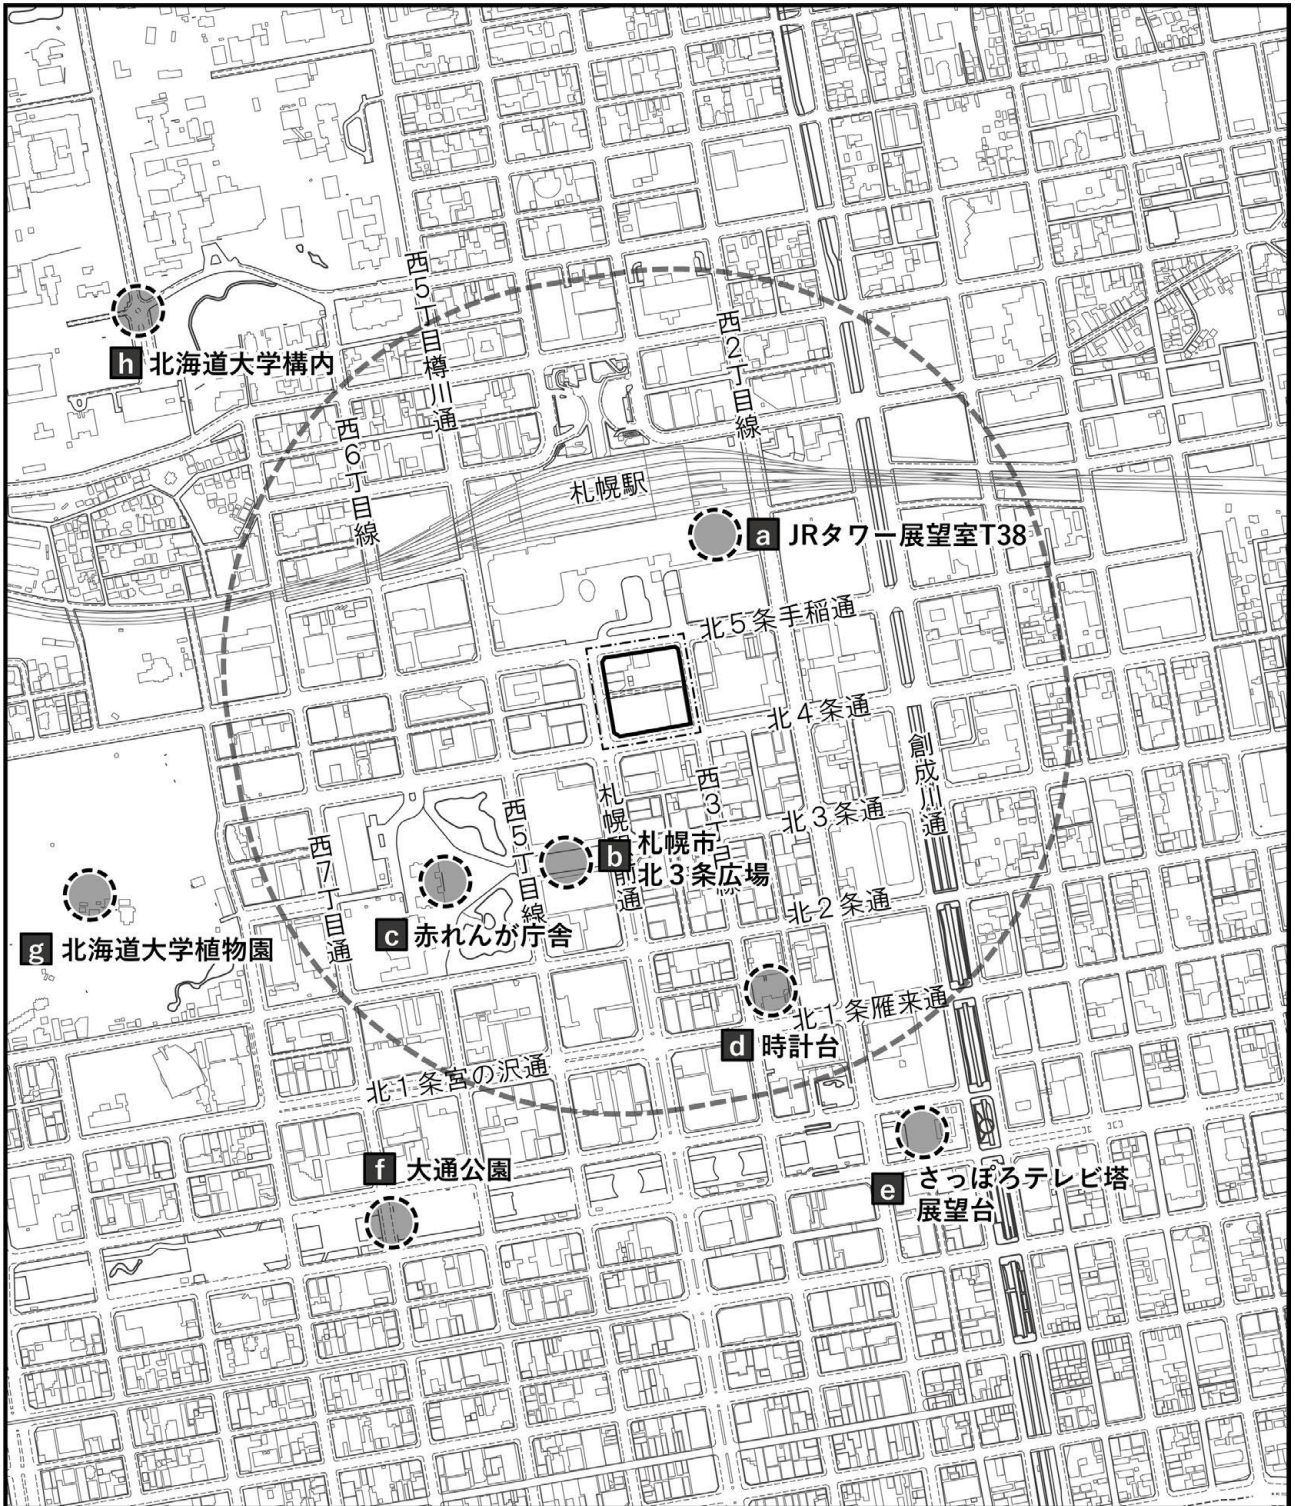 西5丁目樽川通
h 北海道大学構内
西2丁目線
西6丁目線
札幌駅
a JRタワー展望室T38
北5条手稲通
北4条通
創成川通
西3丁目線
札幌駅前通
北3条通
西5丁目線
b 札幌市
北3条広場
西7丁目通
北2条通
c 赤れんが庁舎
g 北海道大学植物園
北1条雁来通
d 時計台
北1条宮の沢通
f 大通公園
e さっぽろテレビ塔
展望台